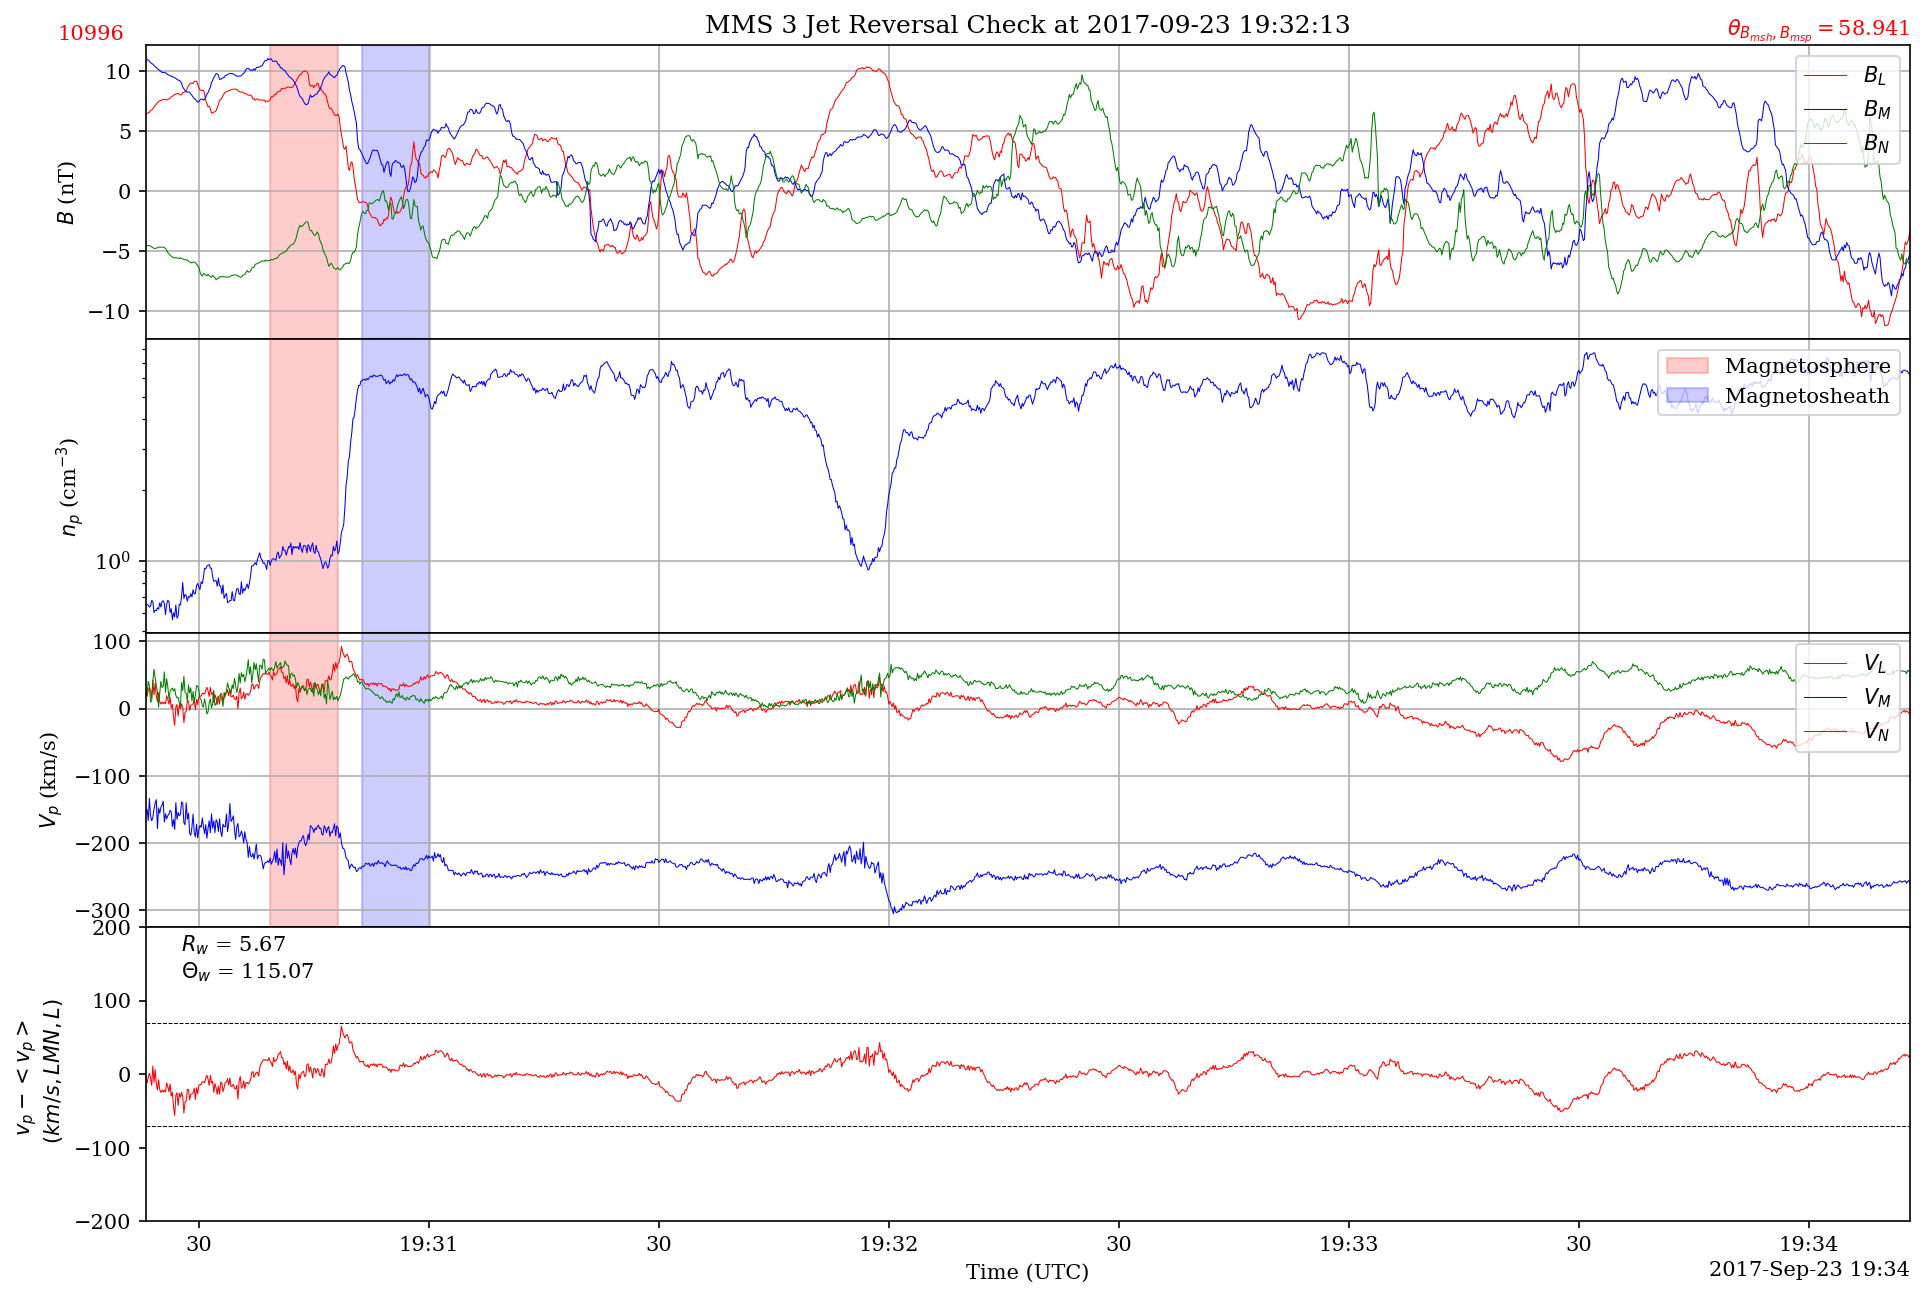 MMS 3 Jet Reversal Check at 2017-09-23 19:32:13
10996
θ_{B_{msh}, B_{msp}} = 58.941
10
5
0
−5
−10
B (nT)
B_L
B_M
B_N
10^0
n_p (cm^{−3})
Magnetosphere
Magnetosheath
100
0
−100
−200
−300
V_p (km/s)
V_L
V_M
V_N
200
100
0
−100
−200
v_p − < v_p >
(km/s, LMN, L)
R_w = 5.67
Θ_w = 115.07
30
19:31
30
19:32
30
19:33
30
19:34
Time (UTC)
2017-Sep-23 19:34